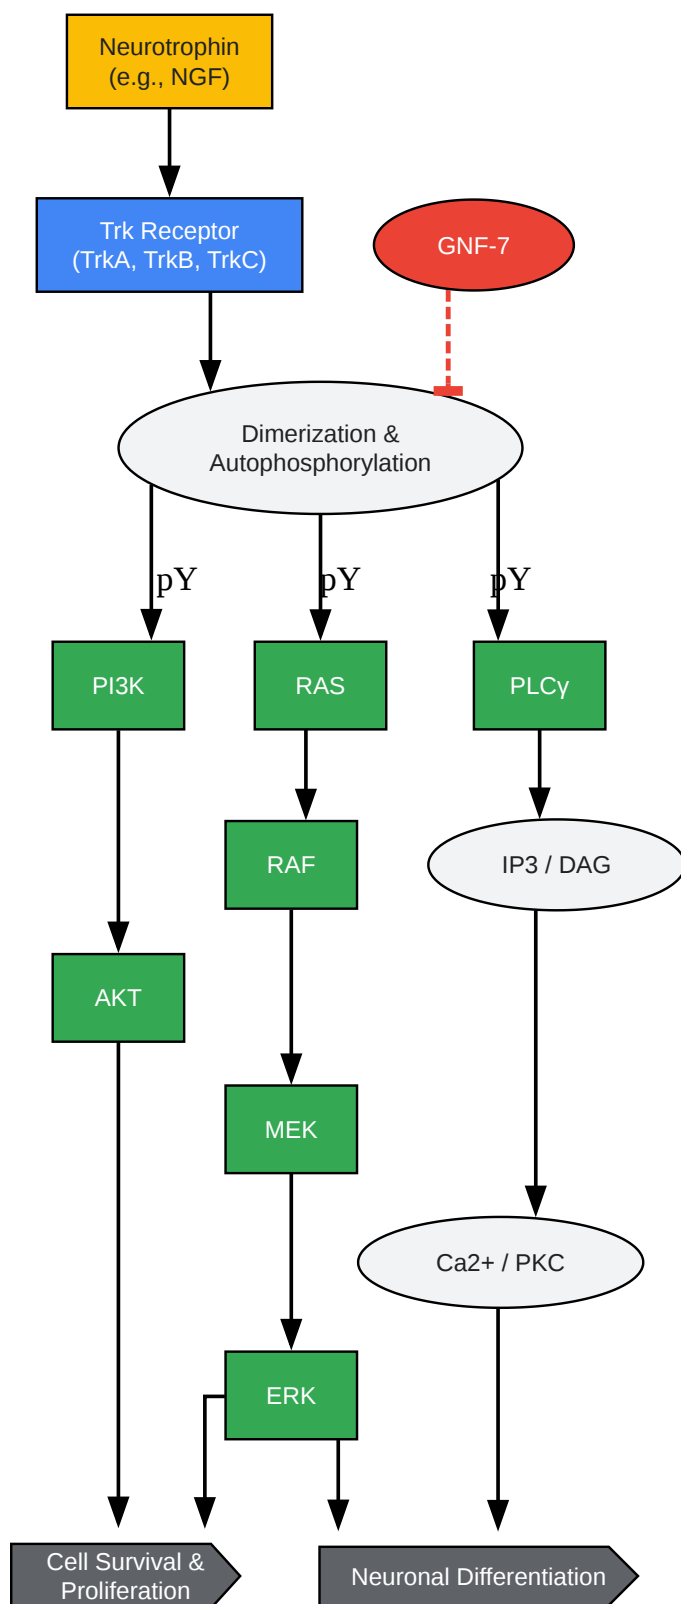 Neurotrophin
(e.g., NGF)
Trk Receptor
(TrkA, TrkB, TrkC)
GNF-7
Dimerization &
Autophosphorylation
pY
pY
pY
PI3K
RAS
PLCγ
RAF
IP3 / DAG
AKT
MEK
Ca2+ / PKC
ERK
Cell Survival &
Proliferation
Neuronal Differentiation